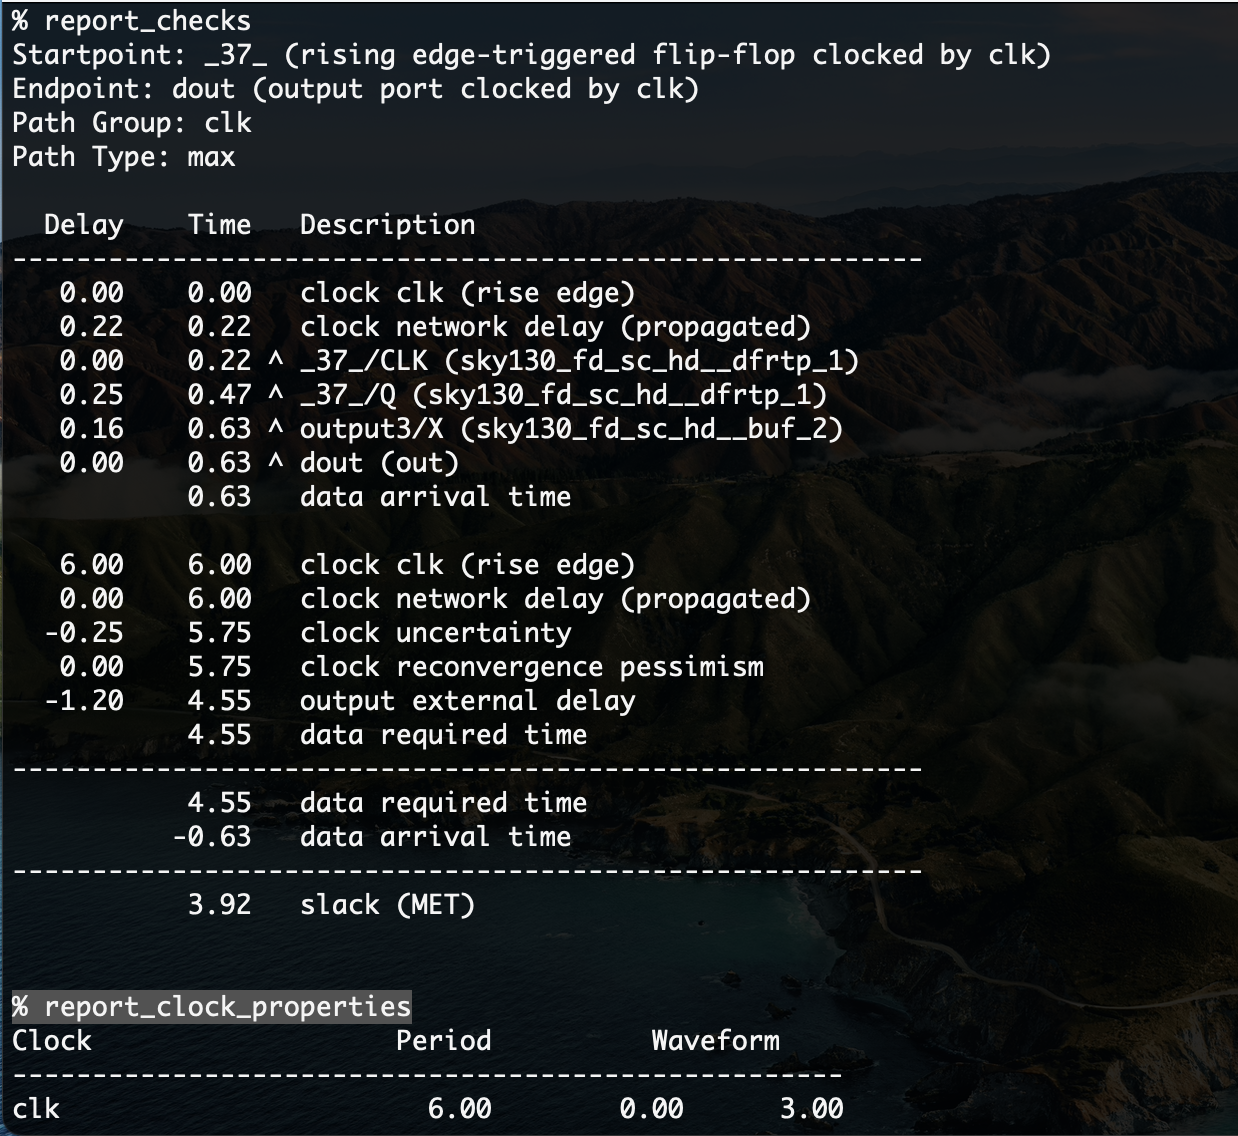 % report_checks
Startpoint: _37_ (rising edge-triggered flip-flop clocked by clk)
Endpoint: dout (output port clocked by clk)
Path Group: clk
Path Type: max
  Delay    Time   Description
---------------------------------------------------------
   0.00    0.00   clock clk (rise edge)
   0.22    0.22   clock network delay (propagated)
   0.00    0.22 ^ _37_/CLK (sky130_fd_sc_hd__dfrtp_1)
   0.25    0.47 ^ _37_/Q (sky130_fd_sc_hd__dfrtp_1)
   0.16    0.63 ^ output3/X (sky130_fd_sc_hd__buf_2)
   0.00    0.63 ^ dout (out)
           0.63   data arrival time
   6.00    6.00   clock clk (rise edge)
   0.00    6.00   clock network delay (propagated)
  -0.25    5.75   clock uncertainty
   0.00    5.75   clock reconvergence pessimism
  -1.20    4.55   output external delay
           4.55   data required time
---------------------------------------------------------
           4.55   data required time
          -0.63   data arrival time
---------------------------------------------------------
           3.92   slack (MET)
% report_clock_properties
Clock                   Period          Waveform
----------------------------------------------------
clk                       6.00        0.00      3.00